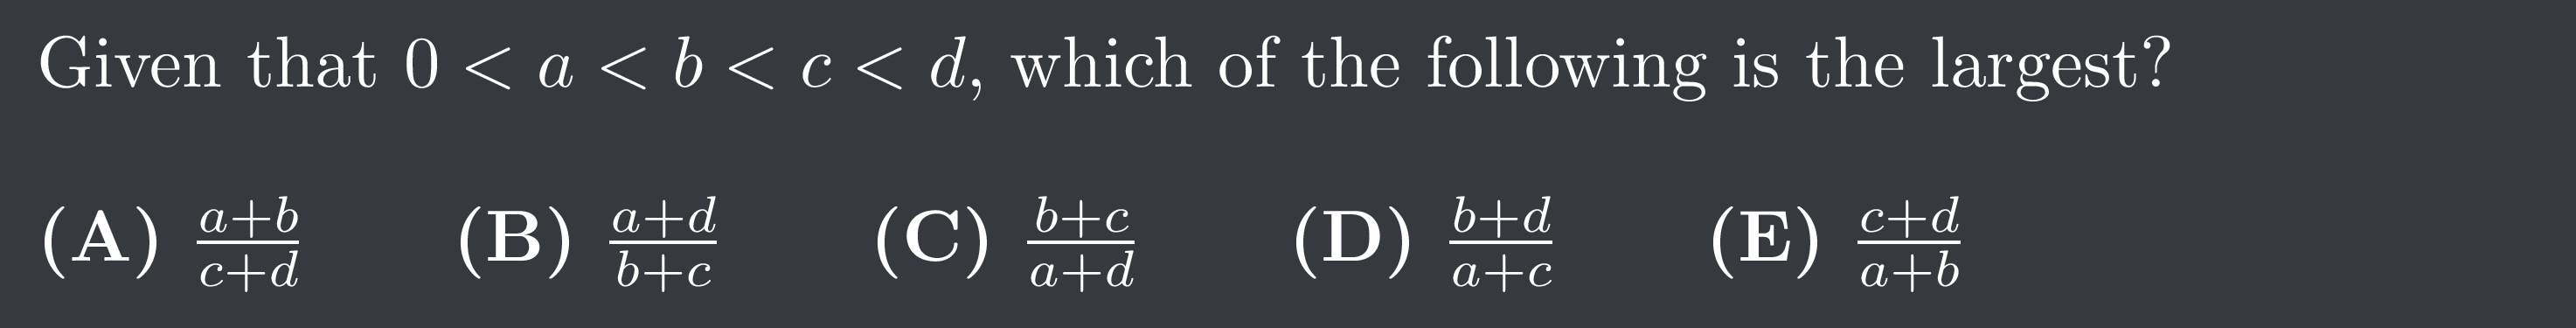 Given that $0 < a < b < c < d$, which of the following is the largest?
(A) $\frac{a+b}{c+d}$ (B) $\frac{a+d}{b+c}$ (C) $\frac{b+c}{a+d}$ (D) $\frac{b+d}{a+c}$ (E) $\frac{c+d}{a+b}$